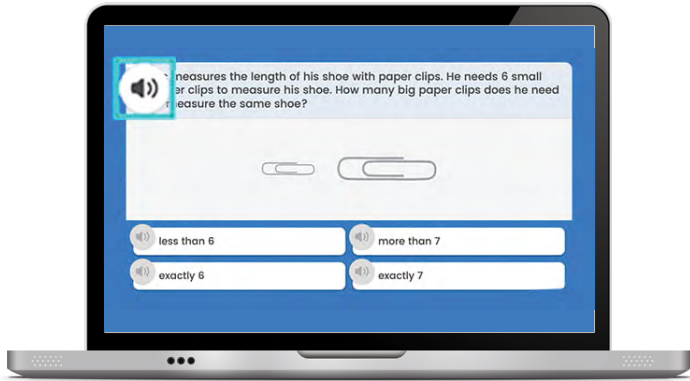 measures the length of his shoe with paper clips. He needs 6 small
clips to measure his shoe. How many big paper clips does he need
measure the same shoe?
less than 6
more than 7
exactly 6
exactly 7